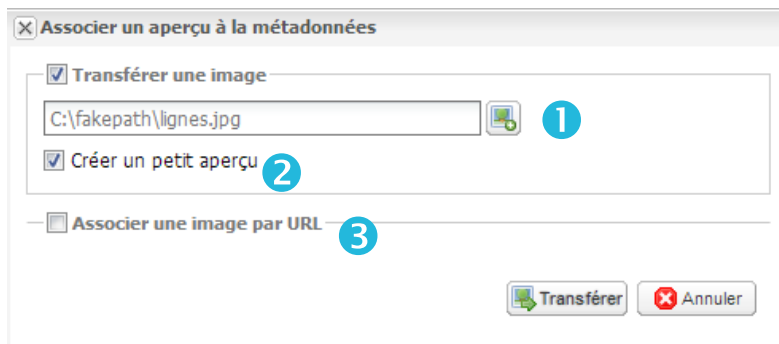 Associer un aperçu à la métadonnées
Transférer une image
C:\fakepath\lignes.jpg
1
Créer un petit aperçu
2
Associer une image par URL
3
Transférer
Annuler